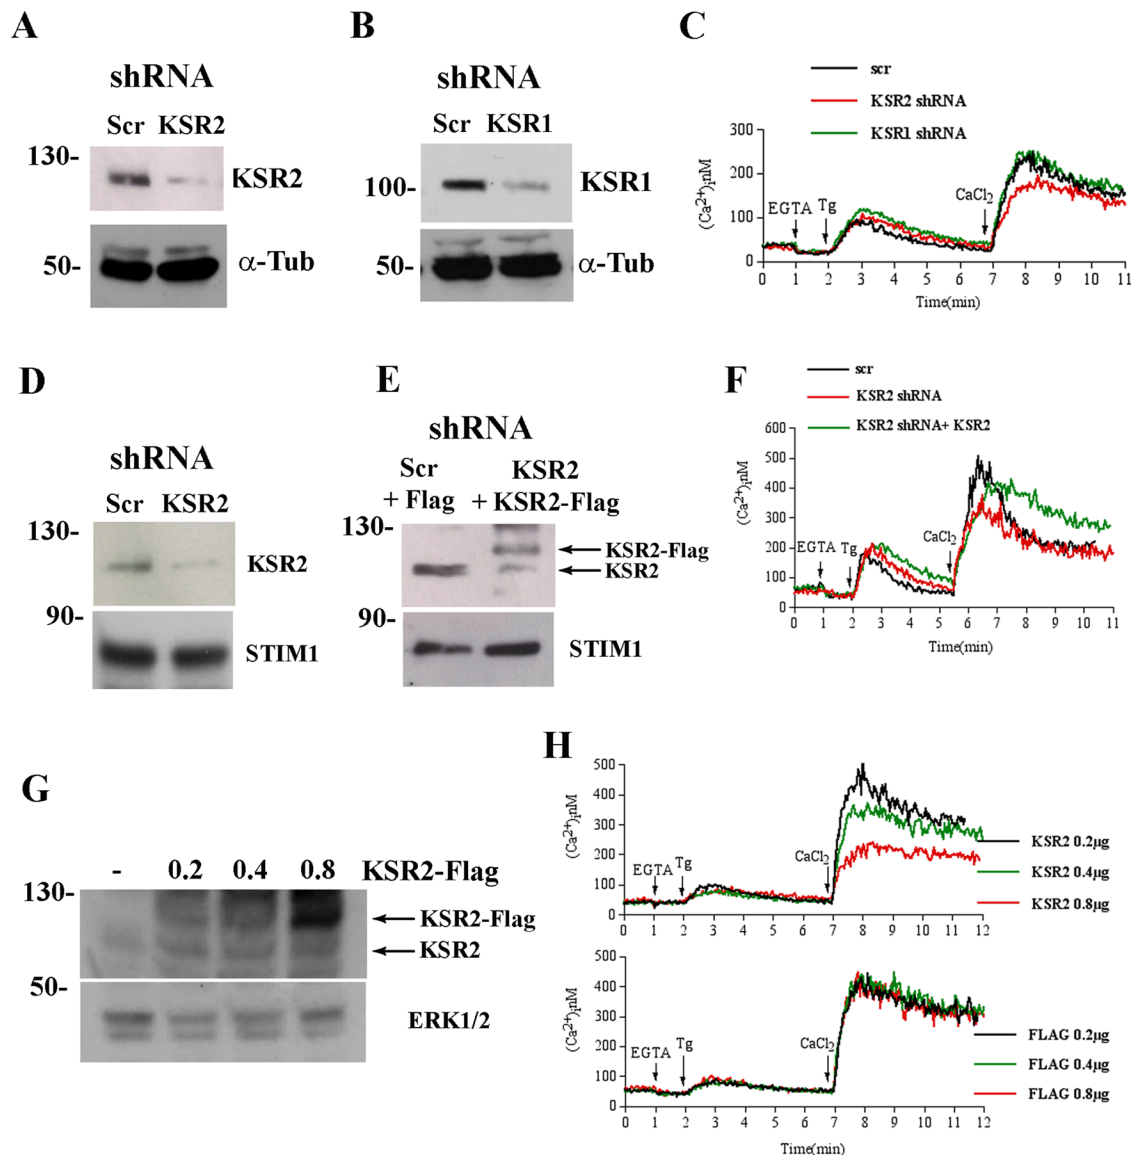 A
shRNA
Scr KSR2
130-
KSR2
50-
α-Tub
B
shRNA
Scr KSR1
100-
KSR1
50-
α-Tub
C
scr
KSR2 shRNA
KSR1 shRNA
300
200
100
0
(Ca2+)inM
EGTA Tg
CaCl2
0 1 2 3 4 5 6 7 8 9 10 11
Time(min)
D
shRNA
Scr KSR2
130-
KSR2
90-
STIM1
E
shRNA
Scr KSR2
+ Flag + KSR2-Flag
130-
KSR2-Flag
KSR2
90-
STIM1
F
scr
KSR2 shRNA
KSR2 shRNA+ KSR2
600
500
400
300
200
100
0
(Ca2+)inM
EGTA Tg
CaCl2
0 1 2 3 4 5 6 7 8 9 10 11
Time(min)
G
- 0.2 0.4 0.8 KSR2-Flag
130-
KSR2-Flag
KSR2
50-
ERK1/2
H
500
400
300
200
100
0
(Ca2+)inM
EGTA Tg
CaCl2
KSR2 0.2µg
KSR2 0.4µg
KSR2 0.8µg
0 1 2 3 4 5 6 7 8 9 10 11 12
500
400
300
200
100
0
(Ca2+)inM
EGTA Tg
CaCl2
FLAG 0.2µg
FLAG 0.4µg
FLAG 0.8µg
0 1 2 3 4 5 6 7 8 9 10 11 12
Time(min)